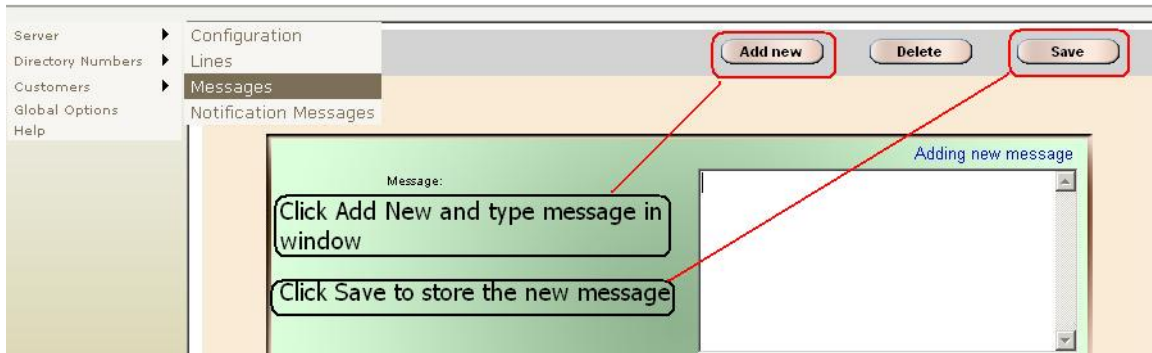 Server
Directory Numbers
Customers
Global Options
Help
Configuration
Lines
Messages
Notification Messages
Add new
Delete
Save
Adding new message
Message:
Click Add New and type message in
window
Click Save to store the new message